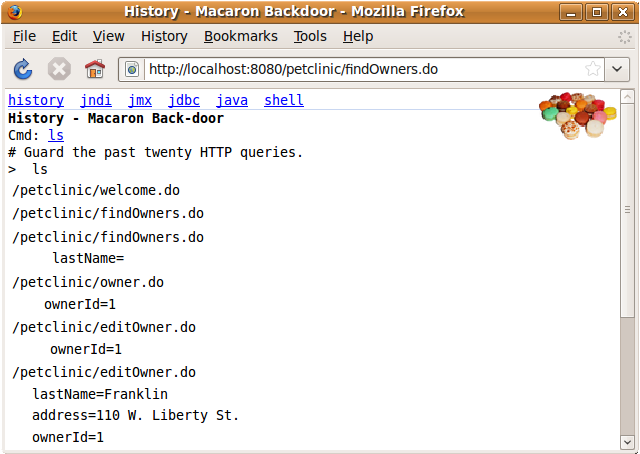 History - Macaron Backdoor - Mozilla Firefox
File Edit View History Bookmarks Tools Help
http://localhost:8080/petclinic/findOwners.do
history jndi jmx jdbc java shell
History - Macaron Back-door
Cmd: ls
# Guard the past twenty HTTP queries.
> ls
/petclinic/welcome.do
/petclinic/findOwners.do
/petclinic/findOwners.do
lastName=
/petclinic/owner.do
ownerId=1
/petclinic/editOwner.do
ownerId=1
/petclinic/editOwner.do
lastName=Franklin
address=110 W. Liberty St.
ownerId=1